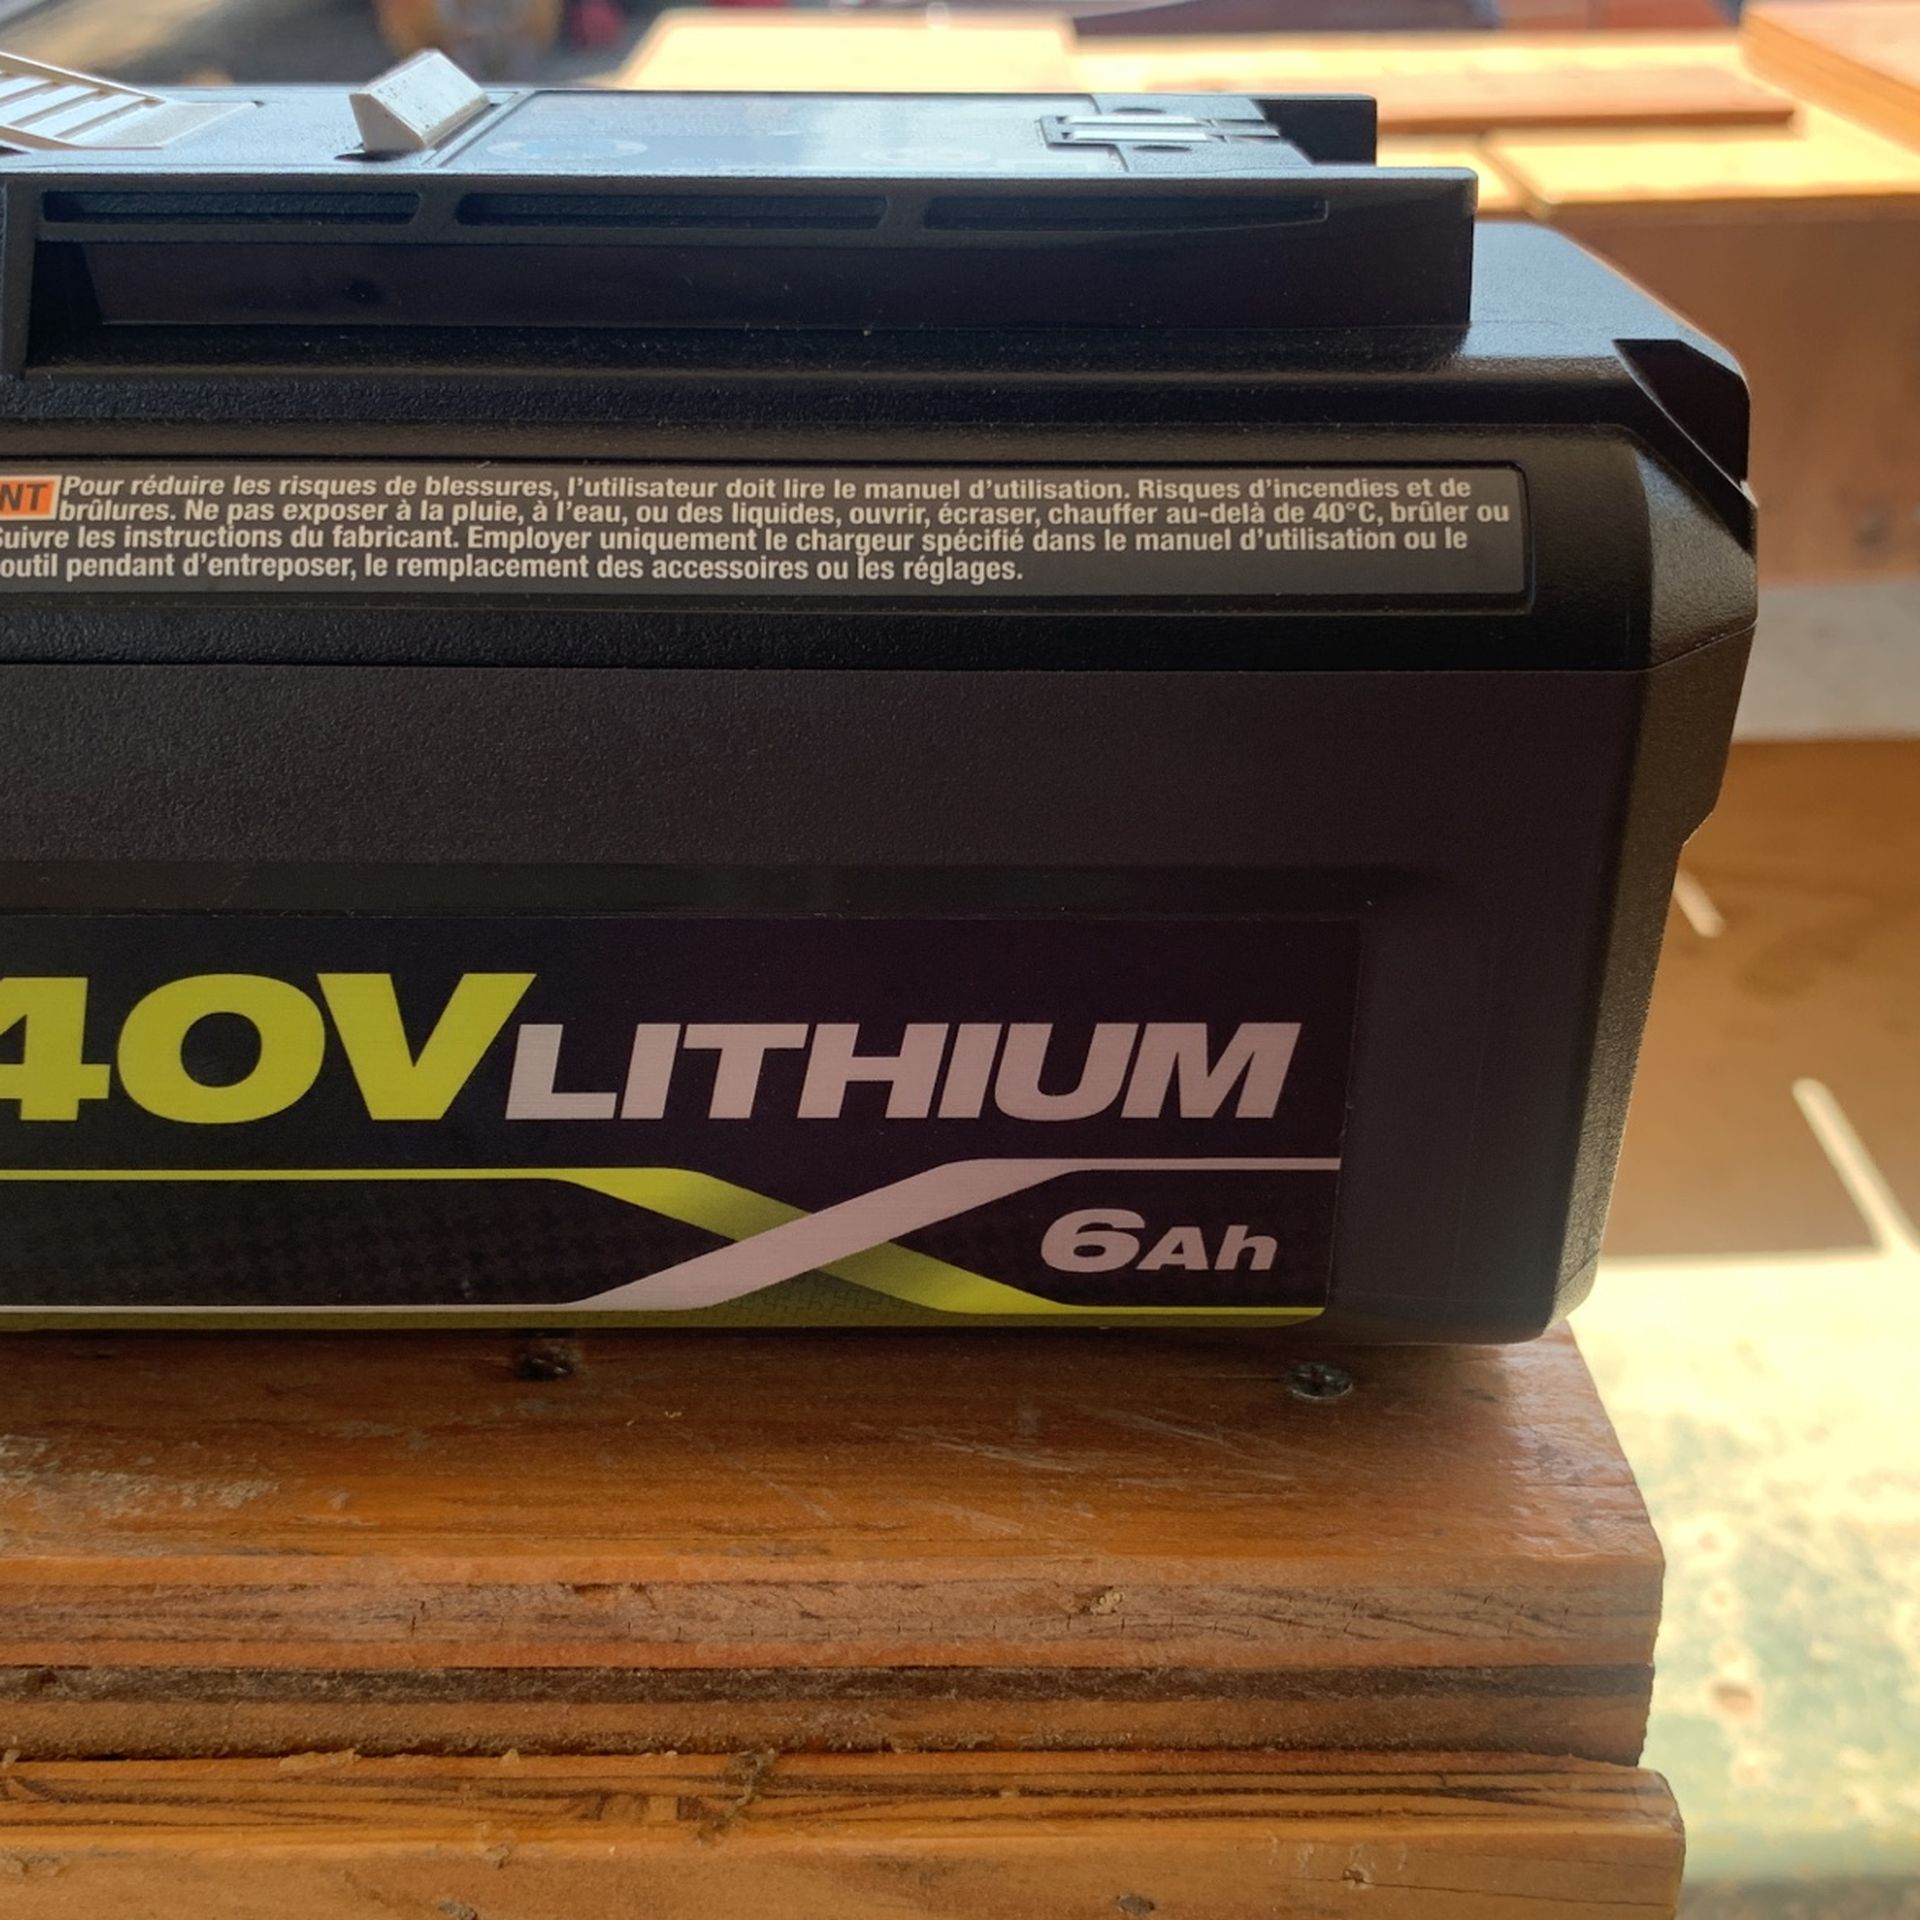 Pour réduire les risques de blessures, l'utilisateur doit lire le manuel d'utilisation. Risques d'incendies et de
brûlures. Ne pas exposer à la pluie, à l'eau, ou des liquides, ouvrir, écraser, chauffer au-delà de 40°C, brûler ou
Suivre les instructions du fabricant. Employer uniquement le chargeur spécifié dans le manuel d'utilisation ou le
outil pendant d'entreposer, le remplacement des accessoires ou les réglages.
40V LITHIUM
6Ah